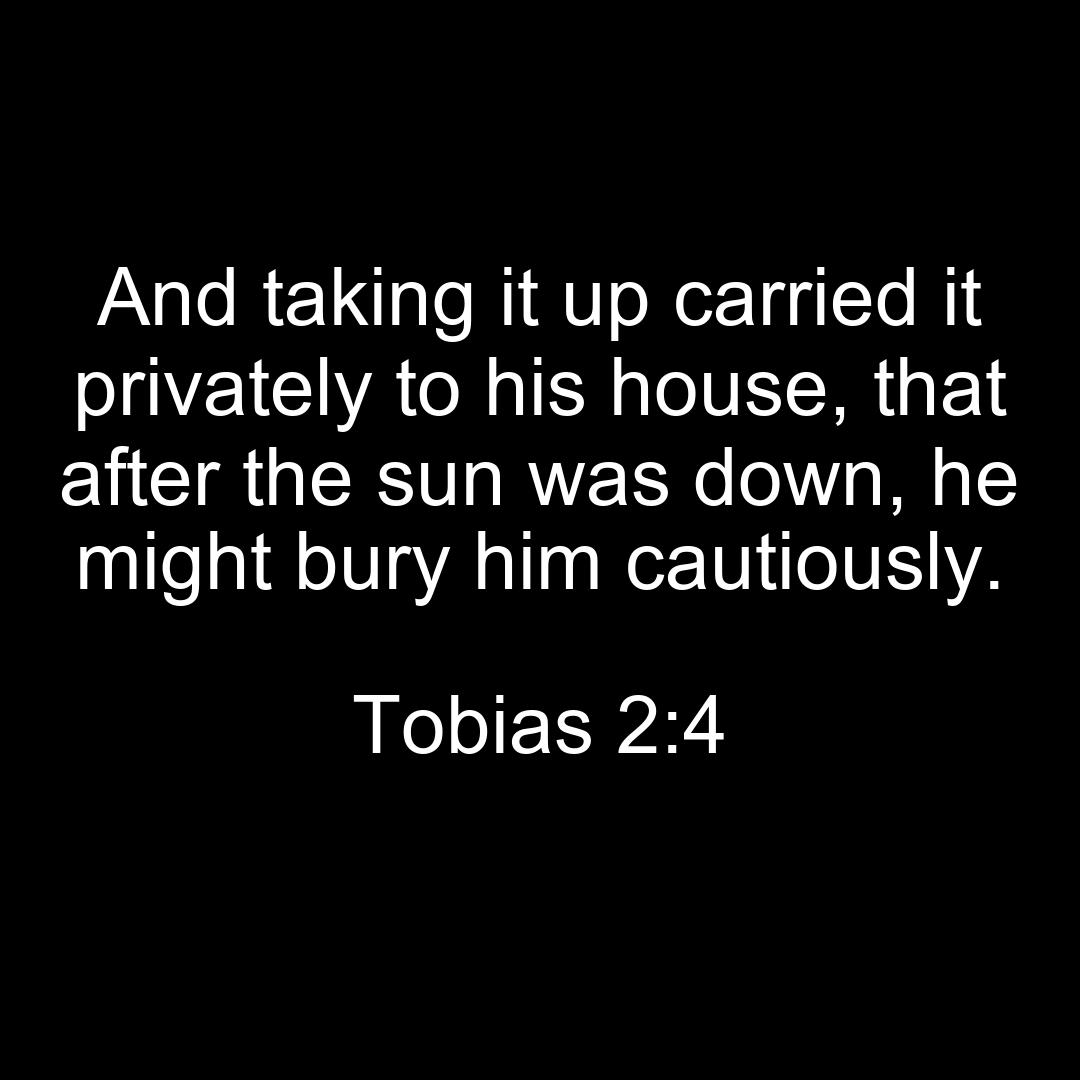 And taking it up carried it
privately to his house, that
after the sun was down, he
might bury him cautiously.
Tobias 2:4